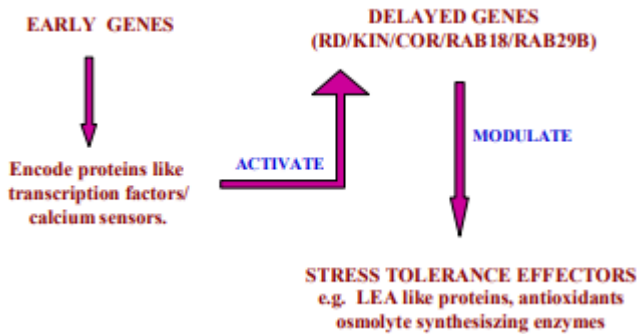 EARLY GENES
Encode proteins like
transcription factors/
calcium sensors.
ACTIVATE
DELAYED GENES
(RD/KIN/COR/RAB18/RAB29B)
MODULATE
STRESS TOLERANCE EFFECTORS
e.g. LEA like proteins, antioxidants
osmolyte synthesiszing enzymes